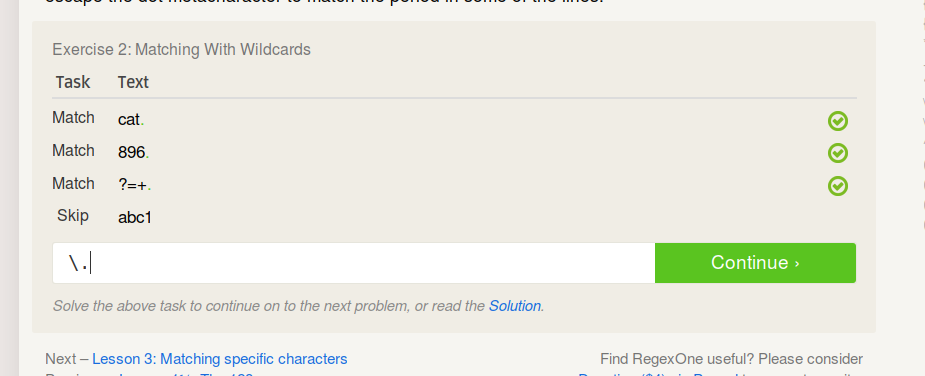 escape the dot metacharacter to match the period in some of the lines.
Exercise 2: Matching With Wildcards
Task Text
Match cat.
Match 896.
Match ?=+.
Skip abc1
\. Continue ›
Solve the above task to continue on to the next problem, or read the Solution.
Next – Lesson 3: Matching specific characters
Find RegexOne useful? Please consider